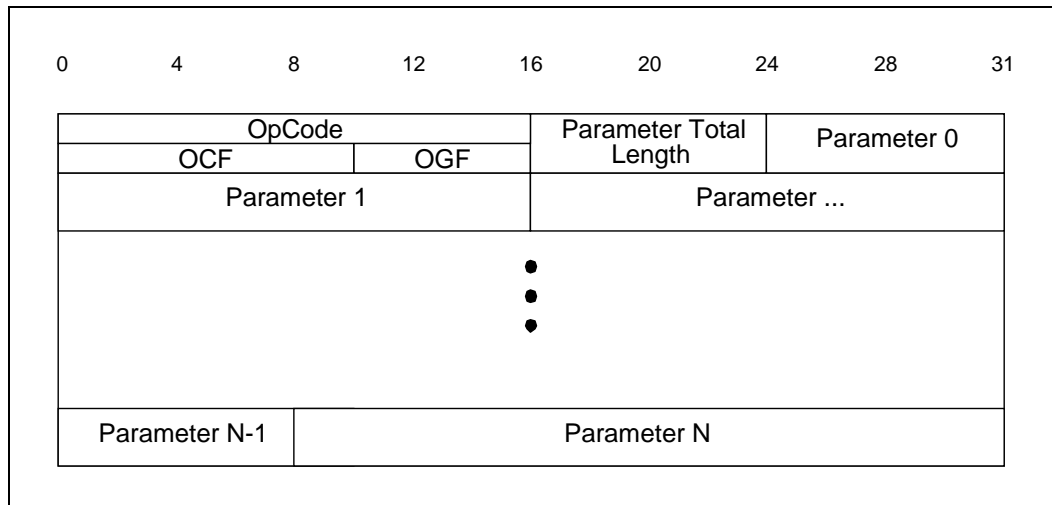 0 4 8 12 16 20 24 28 31
OpCode
Parameter Total
Length
Parameter 0
OCF
OGF
Parameter 1
Parameter ...
Parameter N-1
Parameter N